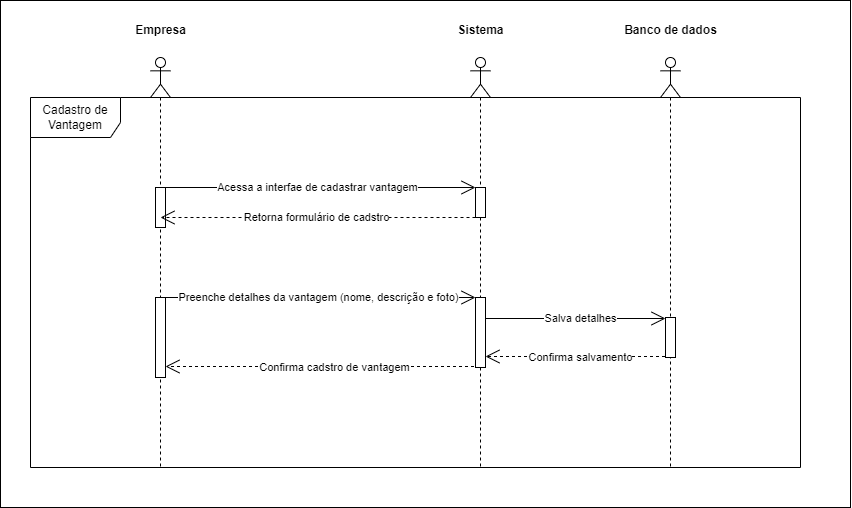 Empresa
Sistema
Banco de dados
Cadastro de
Vantagem
Acessa a interfae de cadastrar vantagem
Retorna formulário de cadstro
Preenche detalhes da vantagem (nome, descrição e foto)
Salva detalhes
Confirma salvamento
Confirma cadstro de vantagem